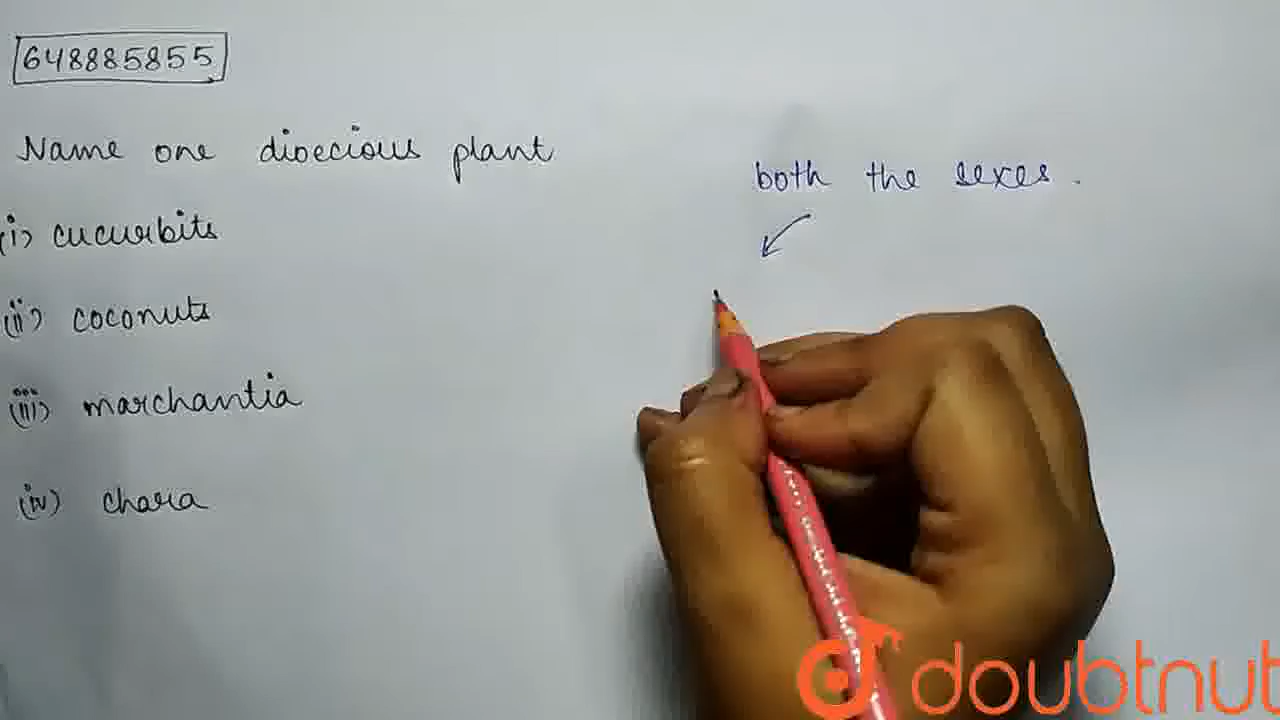 648885855
Name one dioecious plant
both the sexes.
(i) cucurbits
(ii) coconuts
(iii) marchantia
(iv) chara
doubtnut